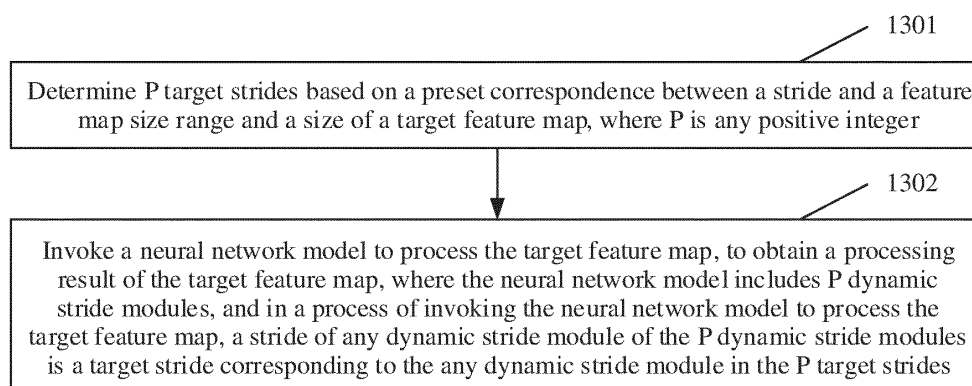 1301
Determine P target strides based on a preset correspondence between a stride and a feature
map size range and a size of a target feature map, where P is any positive integer
1302
Invoke a neural network model to process the target feature map, to obtain a processing
result of the target feature map, where the neural network model includes P dynamic
stride modules, and in a process of invoking the neural network model to process the
target feature map, a stride of any dynamic stride module of the P dynamic stride modules
is a target stride corresponding to the any dynamic stride module in the P target strides